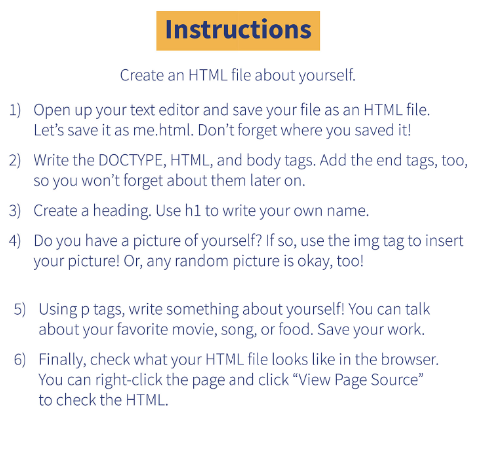 Instructions
Create an HTML file about yourself.
1) Open up your text editor and save your file as an HTML file.
Let’s save it as me.html. Don’t forget where you saved it!
2) Write the DOCTYPE, HTML, and body tags. Add the end tags, too,
so you won’t forget about them later on.
3) Create a heading. Use h1 to write your own name.
4) Do you have a picture of yourself? If so, use the img tag to insert
your picture! Or, any random picture is okay, too!
5) Using p tags, write something about yourself! You can talk
about your favorite movie, song, or food. Save your work.
6) Finally, check what your HTML file looks like in the browser.
You can right-click the page and click “View Page Source”
to check the HTML.